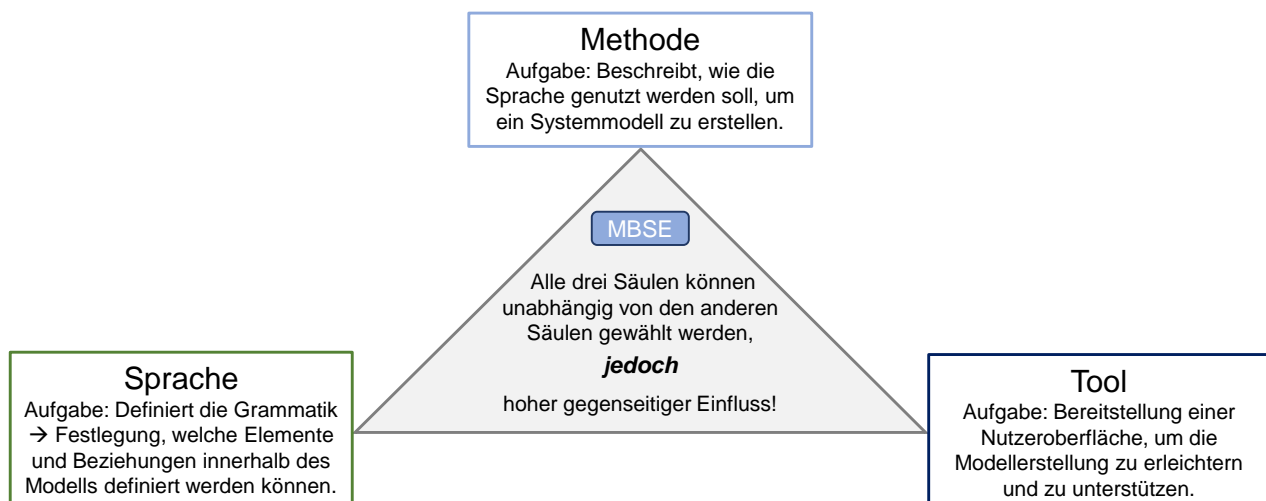 Methode
Aufgabe: Beschreibt, wie die
Sprache genutzt werden soll, um
ein Systemmodell zu erstellen.
MBSE
Alle drei Säulen können
unabhängig von den anderen
Säulen gewählt werden,
jedoch
hoher gegenseitiger Einfluss!
Sprache
Aufgabe: Definiert die Grammatik
→ Festlegung, welche Elemente
und Beziehungen innerhalb des
Modells definiert werden können.
Tool
Aufgabe: Bereitstellung einer
Nutzeroberfläche, um die
Modellerstellung zu erleichtern
und zu unterstützen.